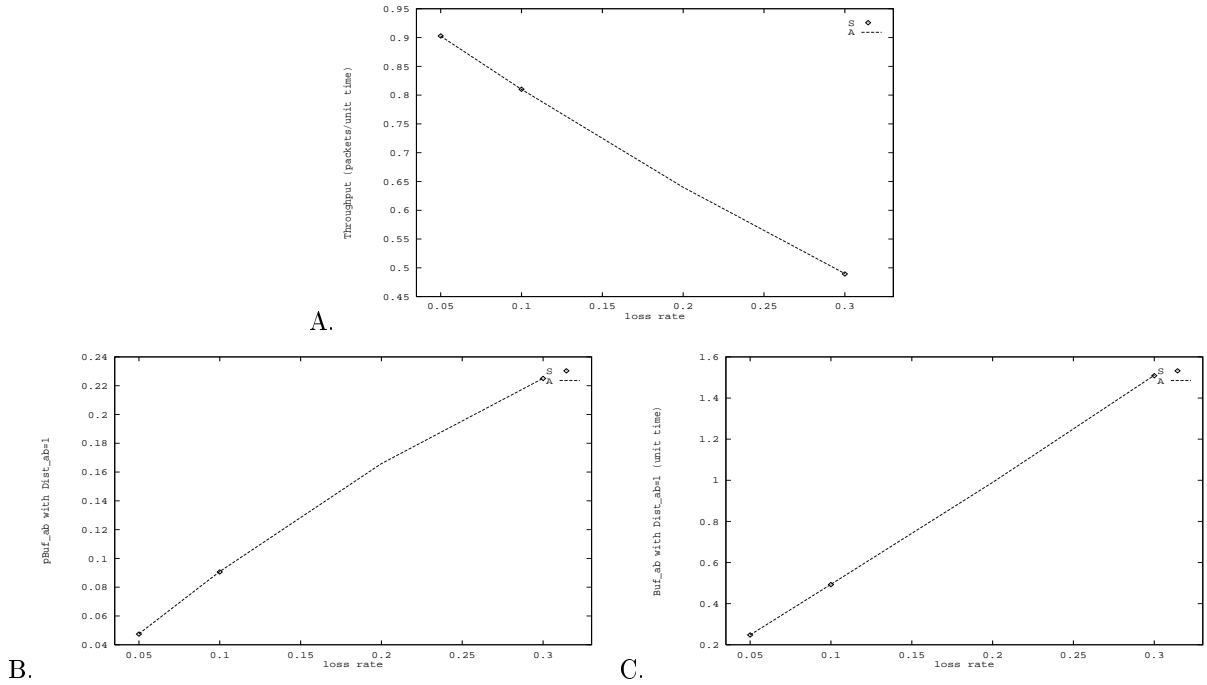 0.95
S
A
0.9
0.85
0.8
0.75
0.7
0.65
0.6
0.55
0.5
0.45
Throughput (packets/unit time)
0.05 0.1 0.15 0.2 0.25 0.3
loss rate
A.
0.24
S
A
0.22
0.2
0.18
0.16
0.14
0.12
0.1
0.08
0.06
0.04
pBuf_ab with Dist_ab=1
0.05 0.1 0.15 0.2 0.25 0.3
loss rate
B.
1.6
S
A
1.4
1.2
1
0.8
0.6
0.4
0.2
Buf_ab with Dist_ab=1 (unit time)
0.05 0.1 0.15 0.2 0.25 0.3
loss rate
C.